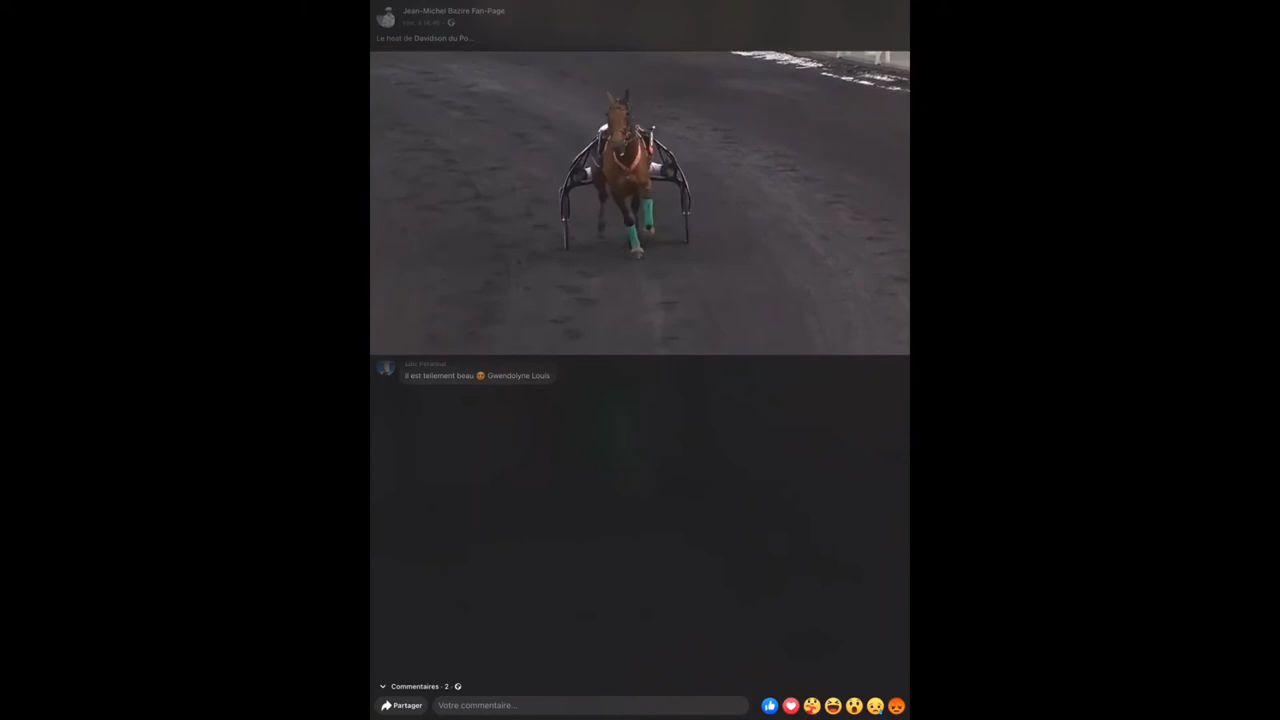 Jean-Michel Bazire Fan-Page
Le heat de Davidson du Po...
Il est tellement beau 😍 Gwendolyne Louis
Commentaires · 2
Partager
Votre commentaire...